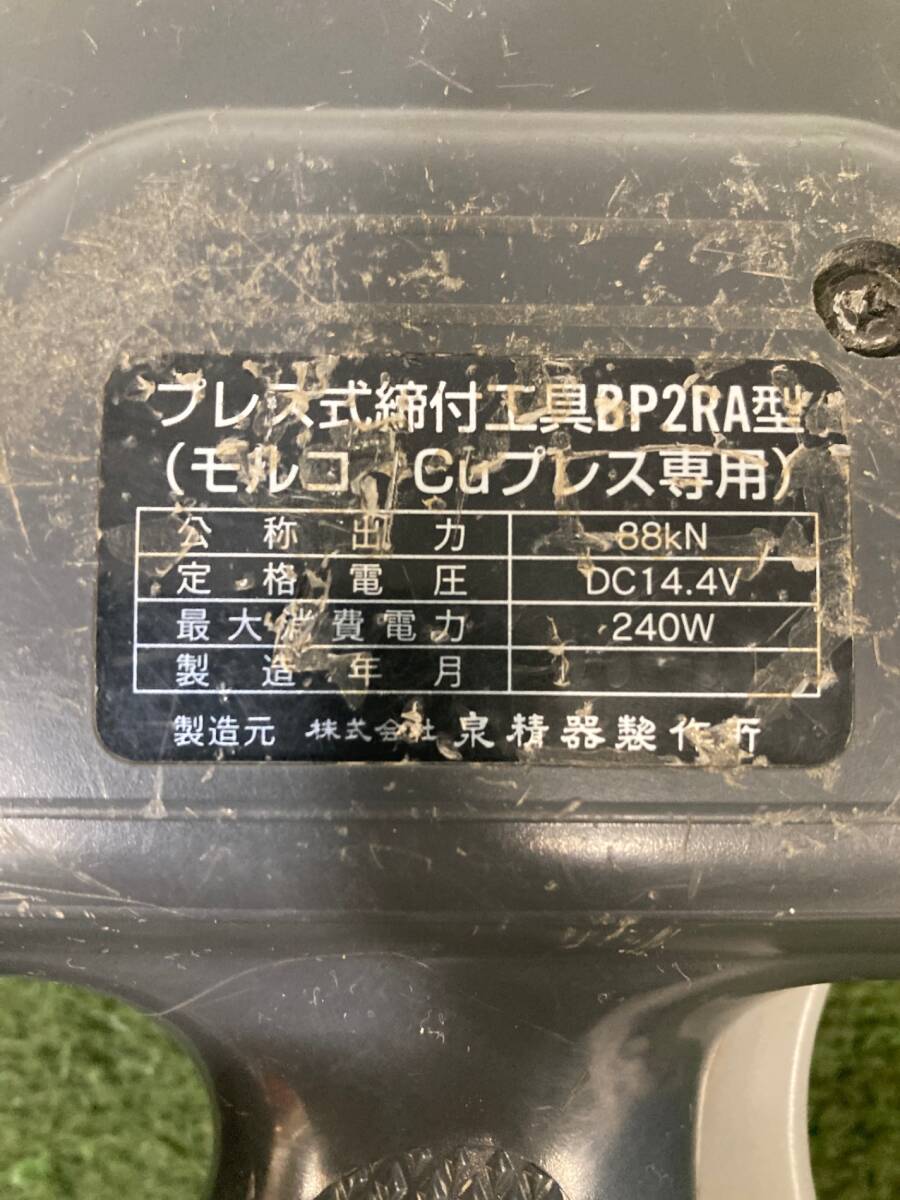 プレス式締付工具BP2RA型
(モルコ、Cuプレス専用)
公称出力 88kN
定格電圧 DC14.4V
最大消費電力 240W
製造年月
製造元 株式会社 泉精器製作所